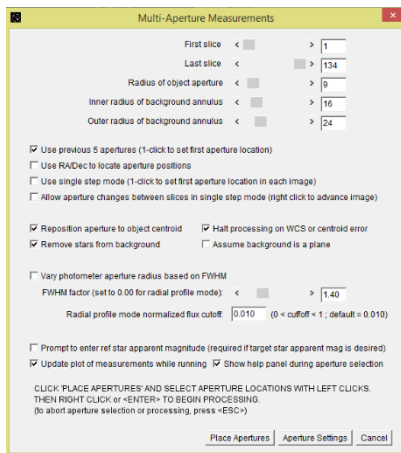 Multi-Aperture Measurements
First slice < > 1
Last slice < > 134
Radius of object aperture < > 9
Inner radius of background annulus < > 16
Outer radius of background annulus < > 24
Use previous 5 apertures (1-click to set first aperture location)
Use RA/Dec to locate aperture positions
Use single step mode (1-click to set first aperture location in each image)
Allow aperture changes between slices in single step mode (right click to advance image)
Reposition aperture to object centroid Halt processing on WCS or centroid error
Remove stars from background Assume background is a plane
Vary photometer aperture radius based on FWHM
FWHM factor (set to 0.00 for radial profile mode): < > 1.40
Radial profile mode normalized flux cutoff: 0.010 (0 < cuffoff < 1 ; default = 0.010)
Prompt to enter ref star apparent magnitude (required if target star apparent mag is desired)
Update plot of measurements while running Show help panel during aperture selection
CLICK 'PLACE APERTURES' AND SELECT APERTURE LOCATIONS WITH LEFT CLICKS.
THEN RIGHT CLICK or <ENTER> TO BEGIN PROCESSING.
(to abort aperture selection or processing, press <ESC>)
Place Apertures Aperture Settings Cancel